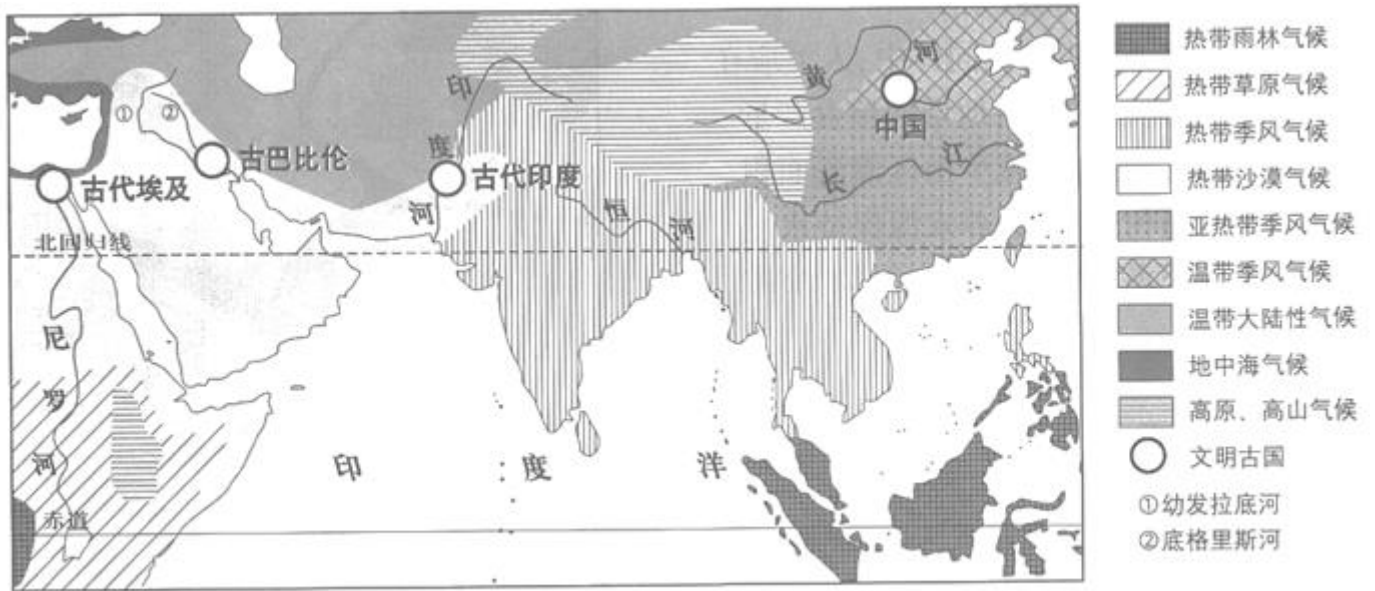 印
度
河
黄
河
中国
①
②
古巴比伦
古代埃及
古代印度
长
江
恒
河
北回归线
尼
罗
河
印
度
洋
赤道
热带雨林气候
热带草原气候
热带季风气候
热带沙漠气候
亚热带季风气候
温带季风气候
温带大陆性气候
地中海气候
高原、高山气候
文明古国
①幼发拉底河
②底格里斯河